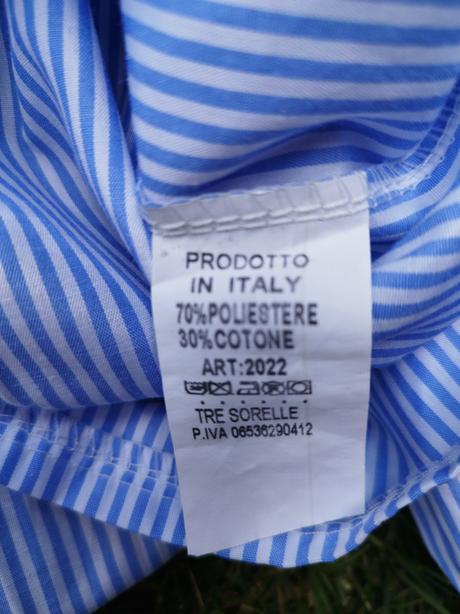 PRODOTTO
IN ITALY
70%POLIESTERE
30%COTONE
ART:2022
TRE SORELLE
P.IVA 06536290412